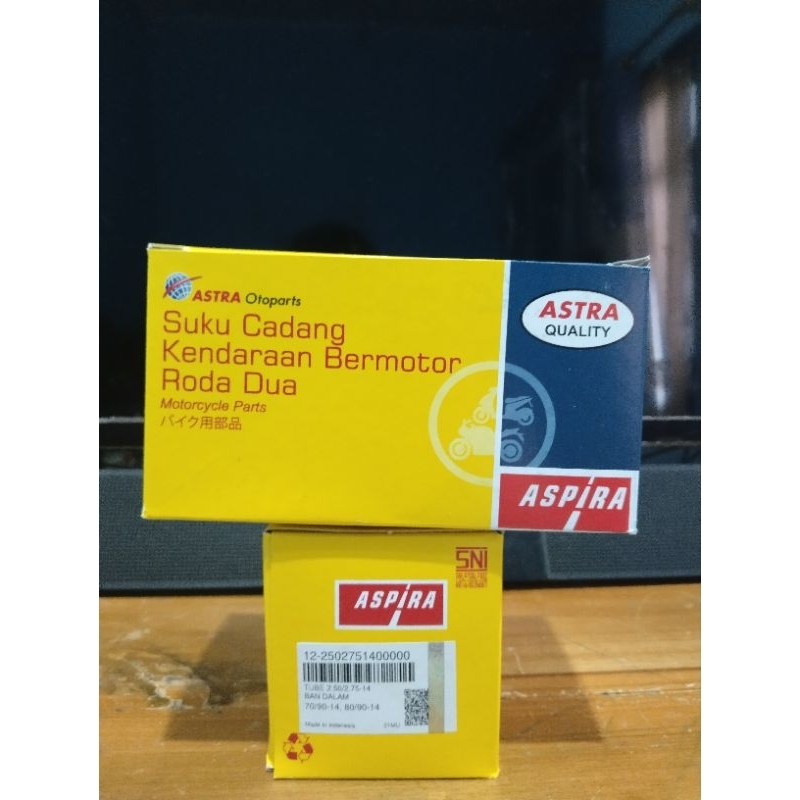 ASTRA Otoparts
Suku Cadang
Kendaraan Bermotor
Roda Dua
Motorcycle Parts
バイク用部品
ASTRA
QUALITY
ASPIRA
SNI
ASPIRA
12-2502751400000
TUBE 2.50/2.75-14
BAN DALAM
70/90-14, 80/90-14
Made in Indonesia